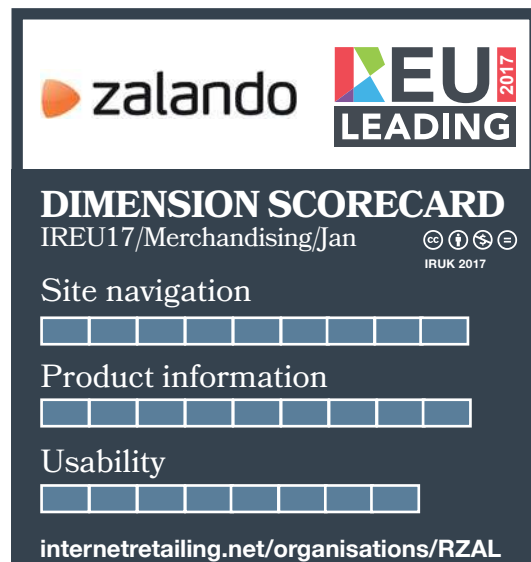 zalando
REU 2017
LEADING
DIMENSION SCORECARD
IREU17/Merchandising/Jan
IRUK 2017
Site navigation
Product information
Usability
internetretailing.net/organisations/RZAL